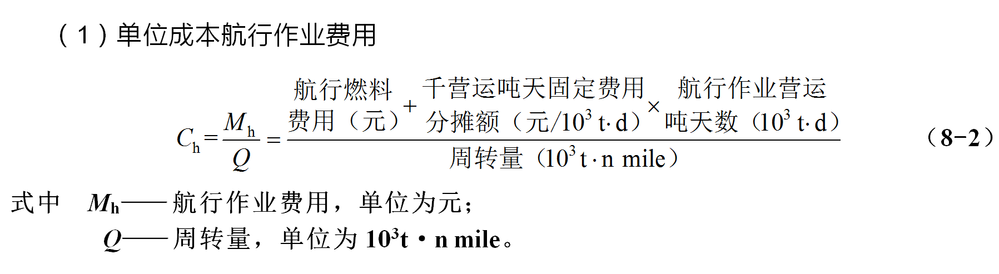 （1）单位成本航行作业费用
航行燃料 千营运吨天固定费用 航行作业营运
费用（元）+ 分摊额（元/10³ t·d）× 吨天数（10³ t·d）
C_h = M_h / Q = （8-2）
周转量（10³ t·n mile）
式中 M_h——航行作业费用，单位为元；
Q——周转量，单位为 10³t·n mile。